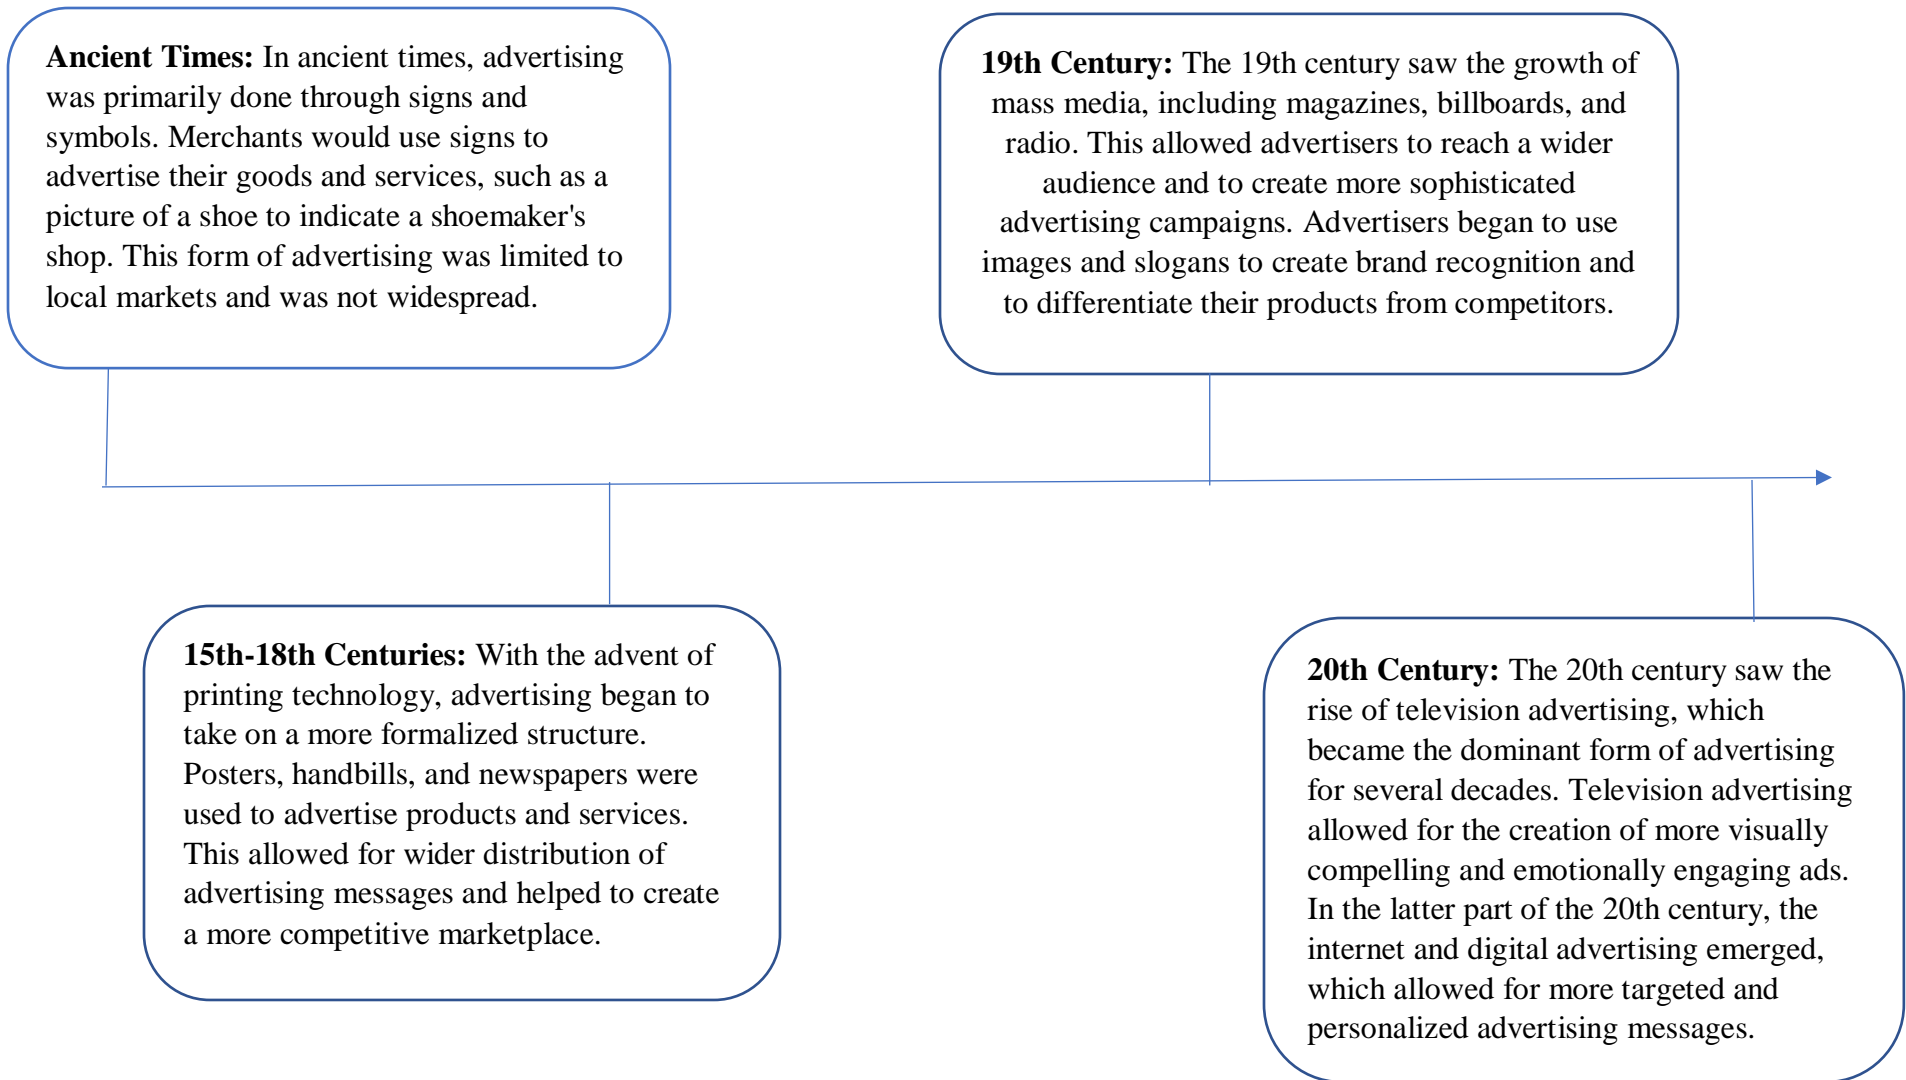 Ancient Times: In ancient times, advertising
was primarily done through signs and
symbols. Merchants would use signs to
advertise their goods and services, such as a
picture of a shoe to indicate a shoemaker's
shop. This form of advertising was limited to
local markets and was not widespread.
19th Century: The 19th century saw the growth of
mass media, including magazines, billboards, and
radio. This allowed advertisers to reach a wider
audience and to create more sophisticated
advertising campaigns. Advertisers began to use
images and slogans to create brand recognition and
to differentiate their products from competitors.
15th-18th Centuries: With the advent of
printing technology, advertising began to
take on a more formalized structure.
Posters, handbills, and newspapers were
used to advertise products and services.
This allowed for wider distribution of
advertising messages and helped to create
a more competitive marketplace.
20th Century: The 20th century saw the
rise of television advertising, which
became the dominant form of advertising
for several decades. Television advertising
allowed for the creation of more visually
compelling and emotionally engaging ads.
In the latter part of the 20th century, the
internet and digital advertising emerged,
which allowed for more targeted and
personalized advertising messages.